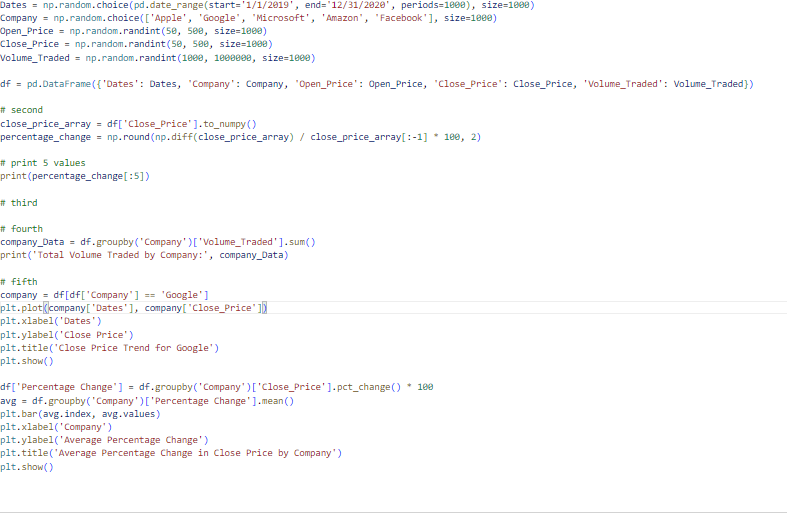 Dates = np.random.choice(pd.date_range(start='1/1/2019', end='12/31/2020', periods=1000), size=1000)
Company = np.random.choice(['Apple', 'Google', 'Microsoft', 'Amazon', 'Facebook'], size=1000)
Open_Price = np.random.randint(50, 500, size=1000)
Close_Price = np.random.randint(50, 500, size=1000)
Volume_Traded = np.random.randint(1000, 1000000, size=1000)
df = pd.DataFrame({'Dates': Dates, 'Company': Company, 'Open_Price': Open_Price, 'Close_Price': Close_Price, 'Volume_Traded': Volume_Traded})
# second
close_price_array = df['Close_Price'].to_numpy()
percentage_change = np.round(np.diff(close_price_array) / close_price_array[:-1] * 100, 2)
# print 5 values
print(percentage_change[:5])
# third
# fourth
company_Data = df.groupby('Company')['Volume_Traded'].sum()
print('Total Volume Traded by Company:', company_Data)
# fifth
company = df[df['Company'] == 'Google']
plt.plot(company['Dates'], company['Close_Price'])
plt.xlabel('Dates')
plt.ylabel('Close Price')
plt.title('Close Price Trend for Google')
plt.show()
df['Percentage Change'] = df.groupby('Company')['Close_Price'].pct_change() * 100
avg = df.groupby('Company')['Percentage Change'].mean()
plt.bar(avg.index, avg.values)
plt.xlabel('Company')
plt.ylabel('Average Percentage Change')
plt.title('Average Percentage Change in Close Price by Company')
plt.show()